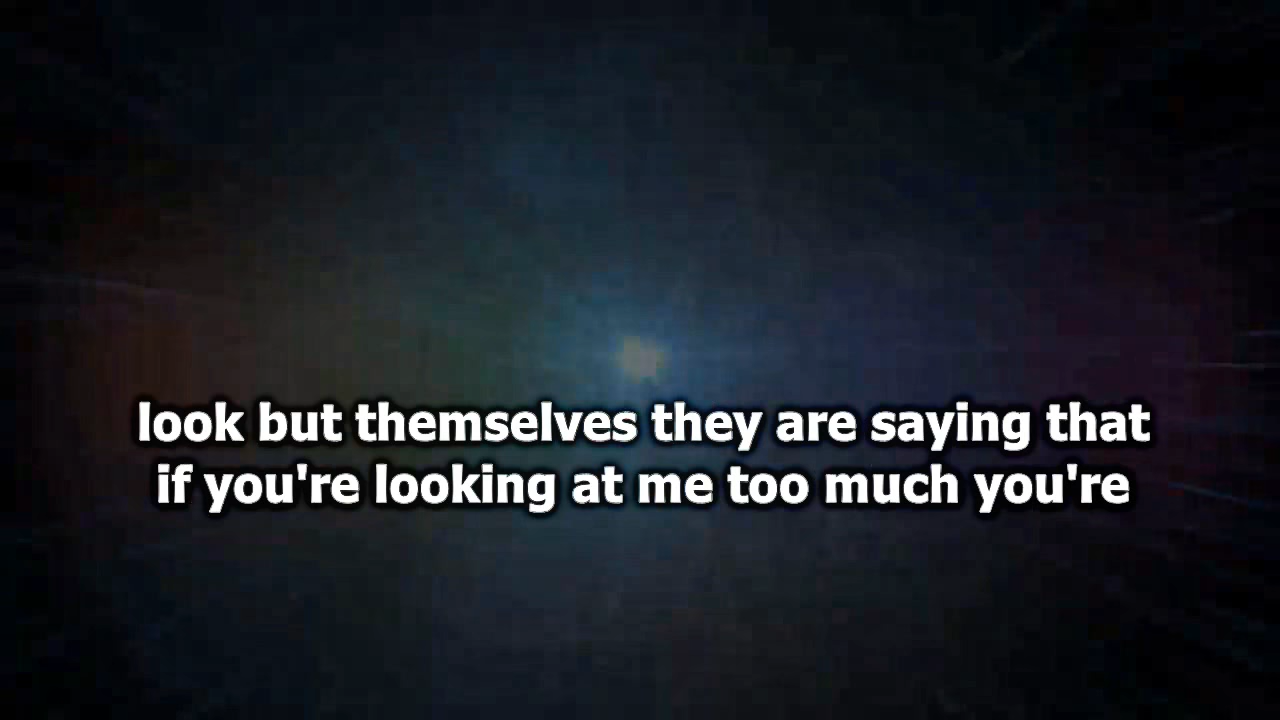 look but themselves they are saying that
if you're looking at me too much you're